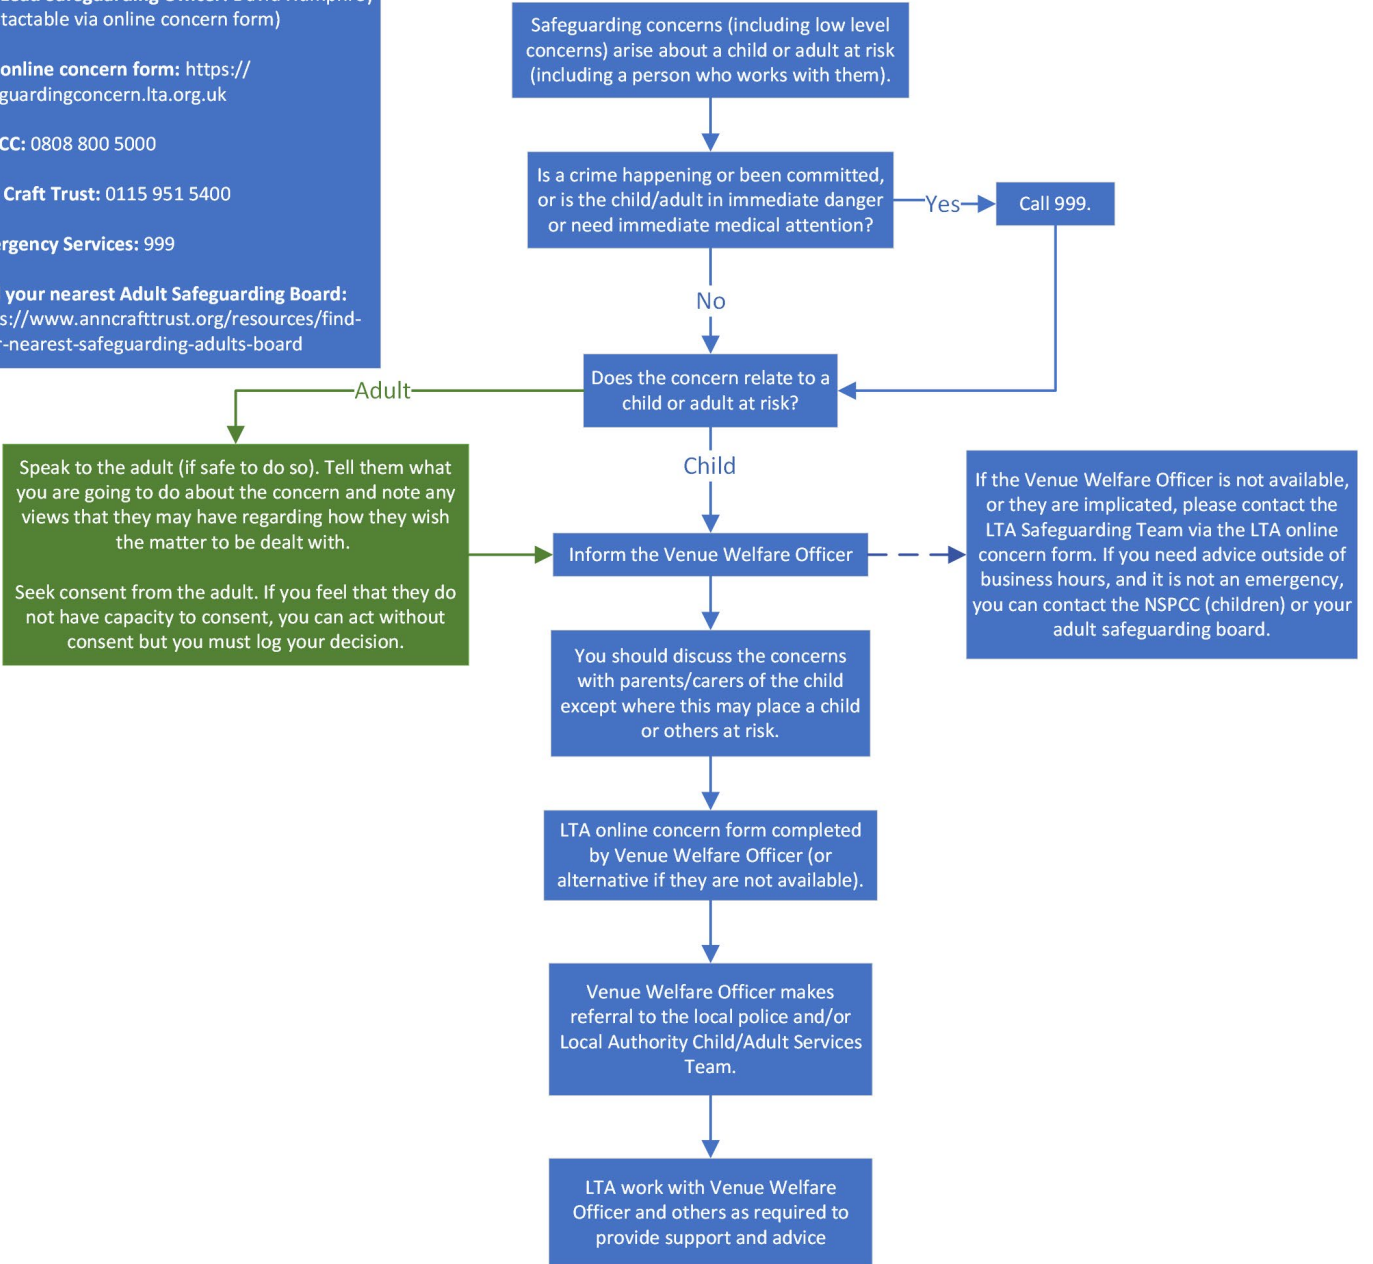 Safeguarding Officer:
tactable via online concern form)
online concern form: https://
guardingconcern.lta.org.uk
CC: 0808 800 5000
Craft Trust: 0115 951 5400
ergency Services: 999
your nearest Adult Safeguarding Board:
s://www.anncrafttrust.org/resources/find-
r-nearest-safeguarding-adults-board
Safeguarding concerns (including low level
concerns) arise about a child or adult at risk
(including a person who works with them).
Is a crime happening or been committed,
or is the child/adult in immediate danger
or need immediate medical attention?
Yes
Call 999.
No
Does the concern relate to a
child or adult at risk?
Adult
Child
Speak to the adult (if safe to do so). Tell them what
you are going to do about the concern and note any
views that they may have regarding how they wish
the matter to be dealt with.
Seek consent from the adult. If you feel that they do
not have capacity to consent, you can act without
consent but you must log your decision.
Inform the Venue Welfare Officer
If the Venue Welfare Officer is not available,
or they are implicated, please contact the
LTA Safeguarding Team via the LTA online
concern form. If you need advice outside of
business hours, and it is not an emergency,
you can contact the NSPCC (children) or your
adult safeguarding board.
You should discuss the concerns
with parents/carers of the child
except where this may place a child
or others at risk.
LTA online concern form completed
by Venue Welfare Officer (or
alternative if they are not available).
Venue Welfare Officer makes
referral to the local police and/or
Local Authority Child/Adult Services
Team.
LTA work with Venue Welfare
Officer and others as required to
provide support and advice